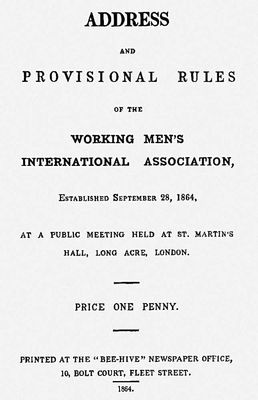 ADDRESS
AND
PROVISIONAL RULES
OF THE
WORKING MEN'S
INTERNATIONAL ASSOCIATION,
ESTABLISHED SEPTEMBER 28, 1864,
AT A PUBLIC MEETING HELD AT ST. MARTIN'S
HALL, LONG ACRE, LONDON.
PRICE ONE PENNY.
PRINTED AT THE "BEE-HIVE" NEWSPAPER OFFICE,
10, BOLT COURT, FLEET STREET.
1864.